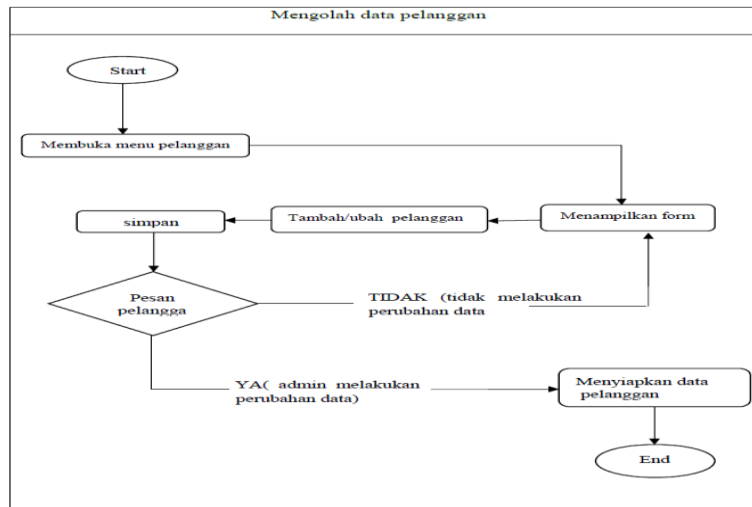 Mengolah data pelanggan
Start
Membuka menu pelanggan
Menampilkan form
Tambah/ubah pelanggan
simpan
Pesan
pelangga
TIDAK (tidak melakukan
perubahan data
YA( admin melakukan
perubahan data)
Menyiapkan data
pelanggan
End